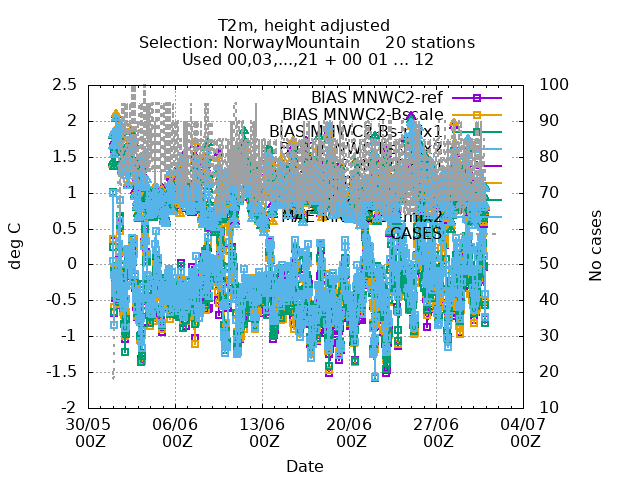 T2m, height adjusted
Selection: NorwayMountain 20 stations
Used 00,03,...,21 + 00 01 ... 12
2.5
2
1.5
1
0.5
0
-0.5
-1
-1.5
-2
deg C
100
90
80
70
60
50
40
30
20
10
No cases
BIAS MNWC2-ref
BIAS MNWC2-Bscale
CASES
30/05 00Z
06/06 00Z
13/06 00Z
20/06 00Z
27/06 00Z
04/07 00Z
Date